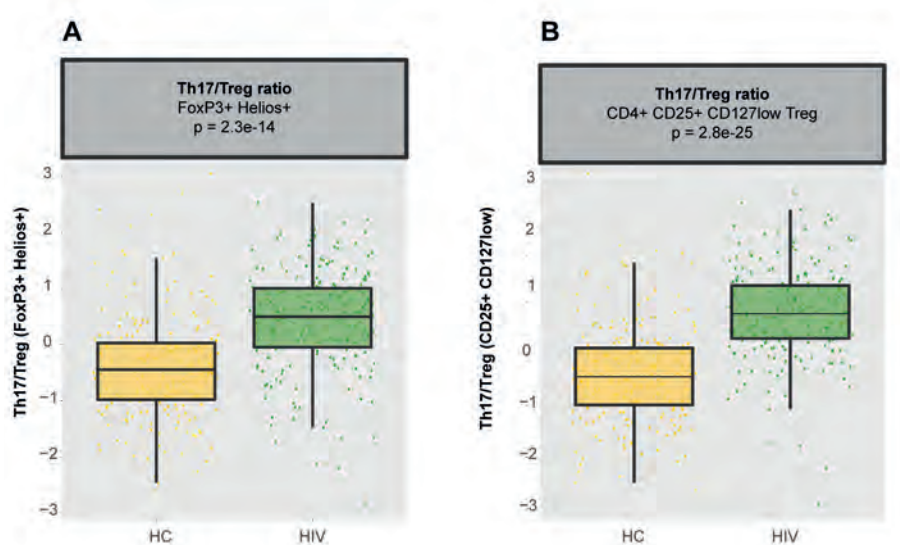 A
Th17/Treg ratio
FoxP3+ Helios+
p = 2.3e-14
Th17/Treg (FoxP3+ Helios+)
3
2
1
0
−1
−2
−3
HC
HIV
B
Th17/Treg ratio
CD4+ CD25+ CD127low Treg
p = 2.8e-25
Th17/Treg (CD25+ CD127low)
3
2
1
0
−1
−2
−3
HC
HIV